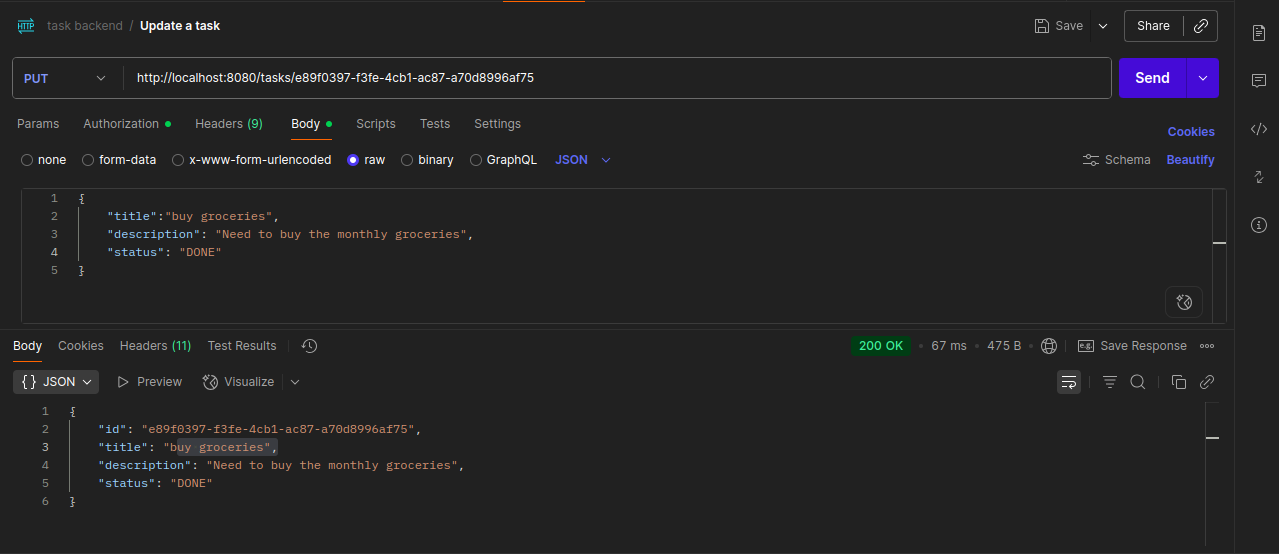 HTTP task backend / Update a task Save Share
PUT http://localhost:8080/tasks/e89f0397-f3fe-4cb1-ac87-a70d8996af75 Send
Params Authorization Headers (9) Body Scripts Tests Settings Cookies
none form-data x-www-form-urlencoded raw binary GraphQL JSON Schema Beautify
1 {
2 "title":"buy groceries",
3 "description": "Need to buy the monthly groceries",
4 "status": "DONE"
5 }
Body Cookies Headers (11) Test Results 200 OK • 67 ms • 475 B e.g. Save Response
{} JSON Preview Visualize
1 {
2 "id": "e89f0397-f3fe-4cb1-ac87-a70d8996af75",
3 "title": "buy groceries",
4 "description": "Need to buy the monthly groceries",
5 "status": "DONE"
6 }